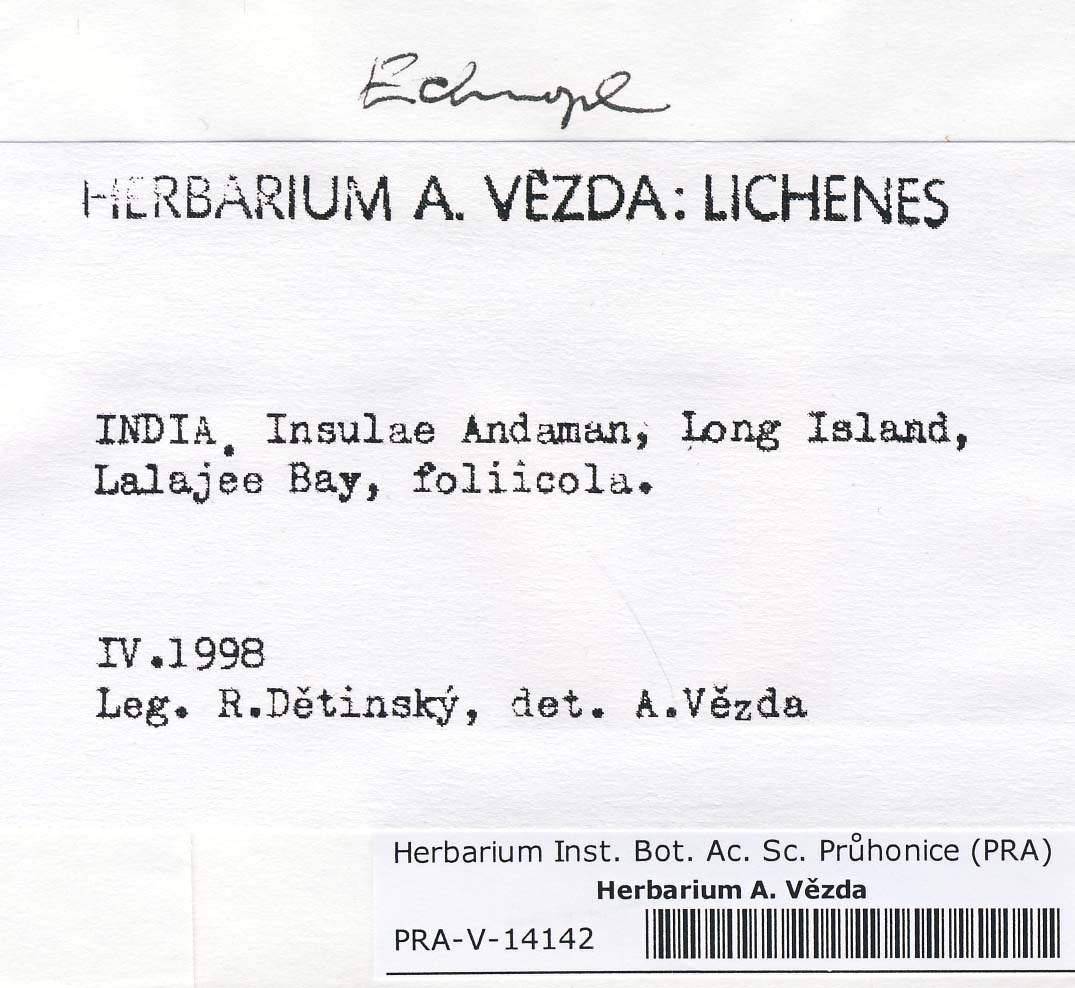 HERBARIUM A. VĚZDA: LICHENES
INDIA. Insulae Andaman, Long Island,
Lalajee Bay, foliicola.
IV.1998
Leg. R.Dětinský, det. A.Vězda
Herbarium Inst. Bot. Ac. Sc. Průhonice (PRA)
Herbarium A. Vězda
PRA-V-14142